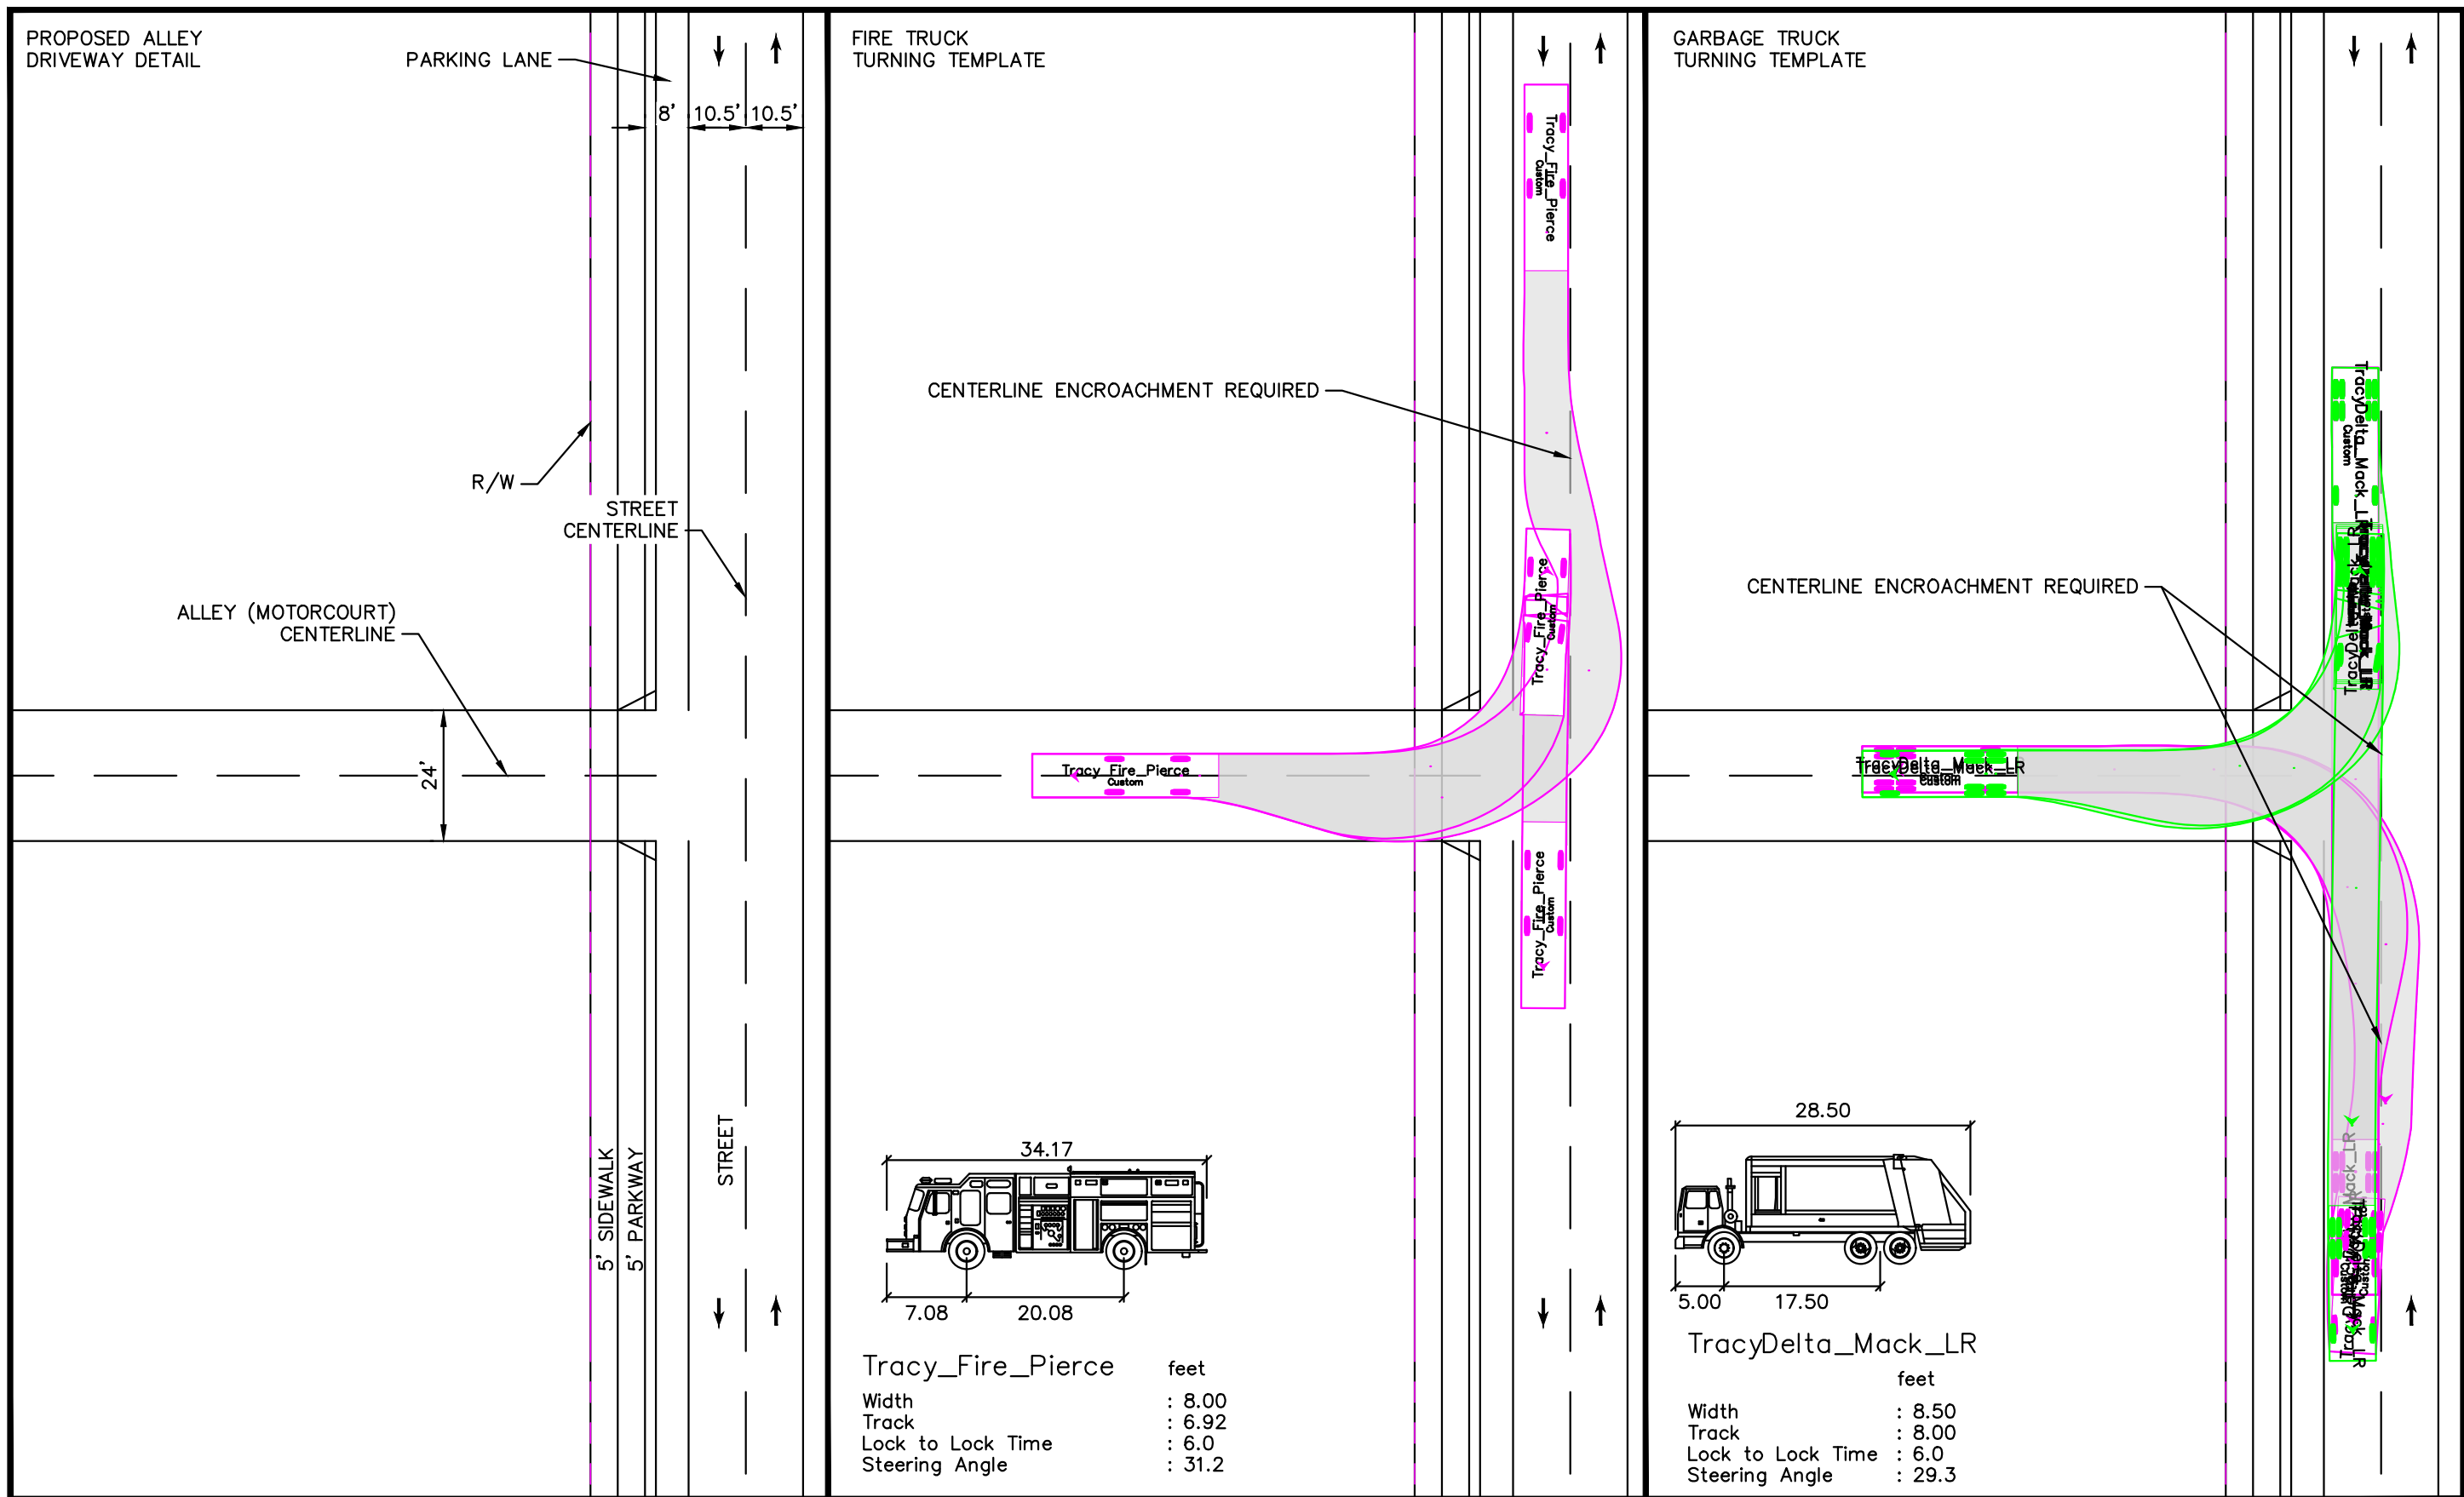 PROPOSED ALLEY
DRIVEWAY DETAIL
PARKING LANE
8'
10.5'
10.5'
R/W
STREET
CENTERLINE
ALLEY (MOTORCOURT)
CENTERLINE
24'
5' SIDEWALK
5' PARKWAY
STREET
FIRE TRUCK
TURNING TEMPLATE
Tracy_Fire_Pierce
Custom
CENTERLINE ENCROACHMENT REQUIRED
Tracy_Fire_Pierce
Custom
Tracy_Fire_Pierce
Custom
Tracy_Fire_Pierce
Custom
34.17
7.08
20.08
Tracy_Fire_Pierce
feet
Width : 8.00
Track : 6.92
Lock to Lock Time : 6.0
Steering Angle : 31.2
GARBAGE TRUCK
TURNING TEMPLATE
TracyDelta_Mack_LR
Custom
CENTERLINE ENCROACHMENT REQUIRED
TracyDelta_Mack_LR
Custom
28.50
5.00
17.50
TracyDelta_Mack_LR
feet
Width : 8.50
Track : 8.00
Lock to Lock Time : 6.0
Steering Angle : 29.3